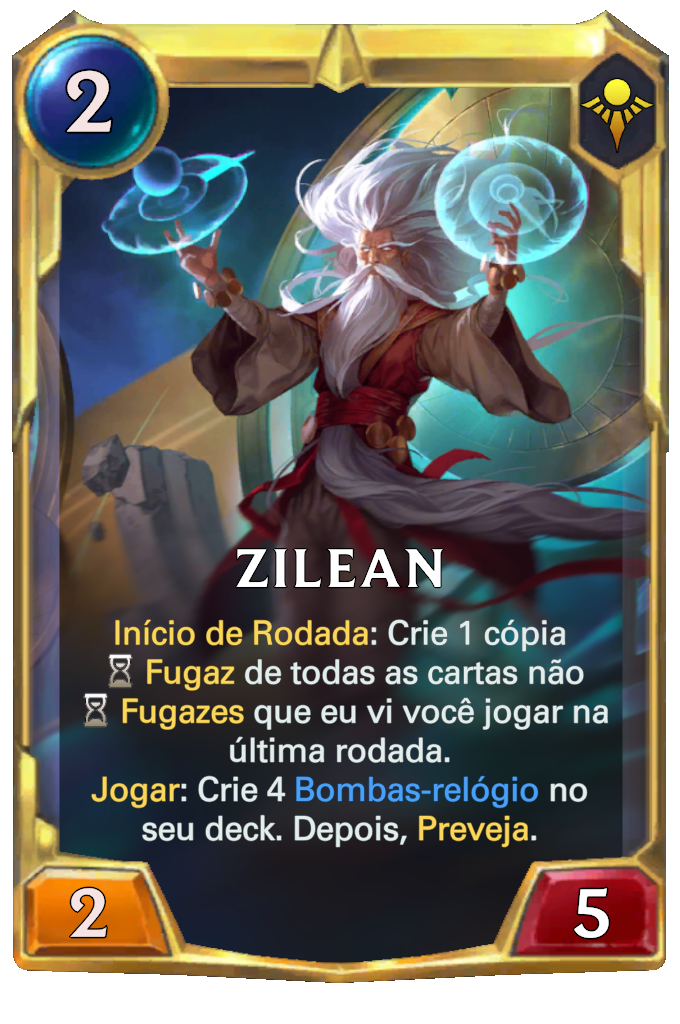 2
ZILEAN
Início de Rodada: Crie 1 cópia
Fugaz de todas as cartas não
Fugazes que eu vi você jogar na
última rodada.
Jogar: Crie 4 Bombas-relógio no
seu deck. Depois, Preveja.
2
5